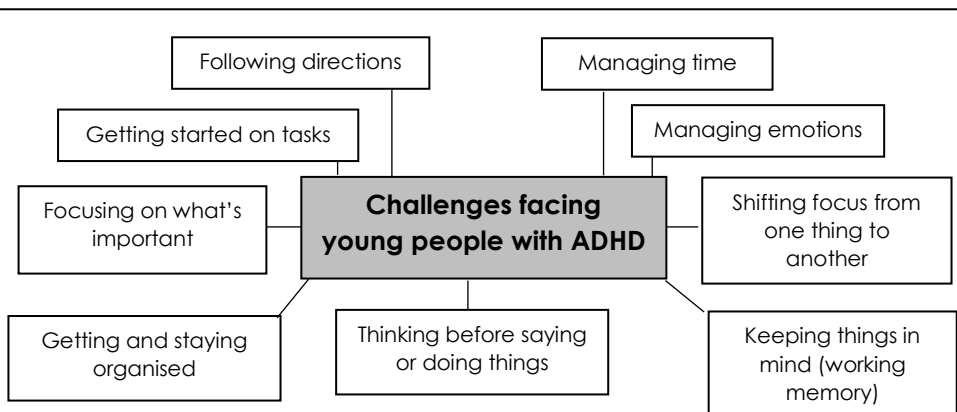 Following directions
Managing time
Getting started on tasks
Managing emotions
Challenges facing
young people with ADHD
Focusing on what's
important
Shifting focus from
one thing to
another
Getting and staying
organised
Thinking before saying
or doing things
Keeping things in
mind (working
memory)